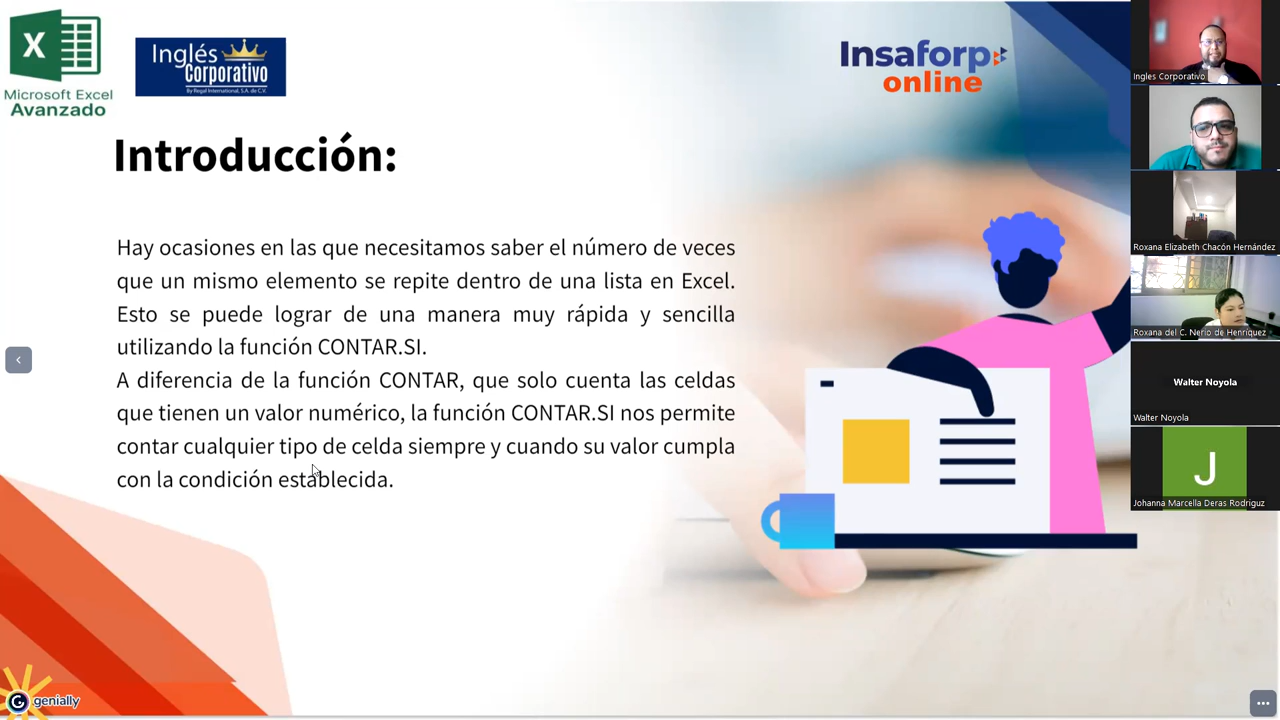 X
Microsoft Excel
Avanzado
Inglés
Corporativo
By Regal International, S.A. de C.V.
Insaforp
online
Introducción:
Hay ocasiones en las que necesitamos saber el número de veces
que un mismo elemento se repite dentro de una lista en Excel.
Esto se puede lograr de una manera muy rápida y sencilla
utilizando la función CONTAR.SI.
A diferencia de la función CONTAR, que solo cuenta las celdas
que tienen un valor numérico, la función CONTAR.SI nos permite
contar cualquier tipo de celda siempre y cuando su valor cumpla
con la condición establecida.
genially
Ingles Corporativo
Roxana Elizabeth Chacón Hernández
Roxana del C. Nerio de Henríquez
Walter Noyola
Walter Noyola
J
Johanna Marcella Deras Rodríguz